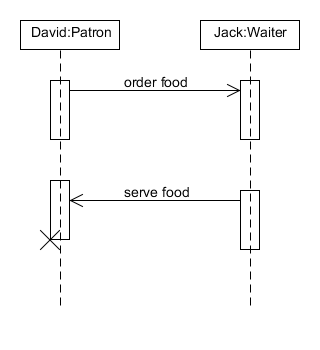 David:Patron
Jack:Waiter
order food
serve food